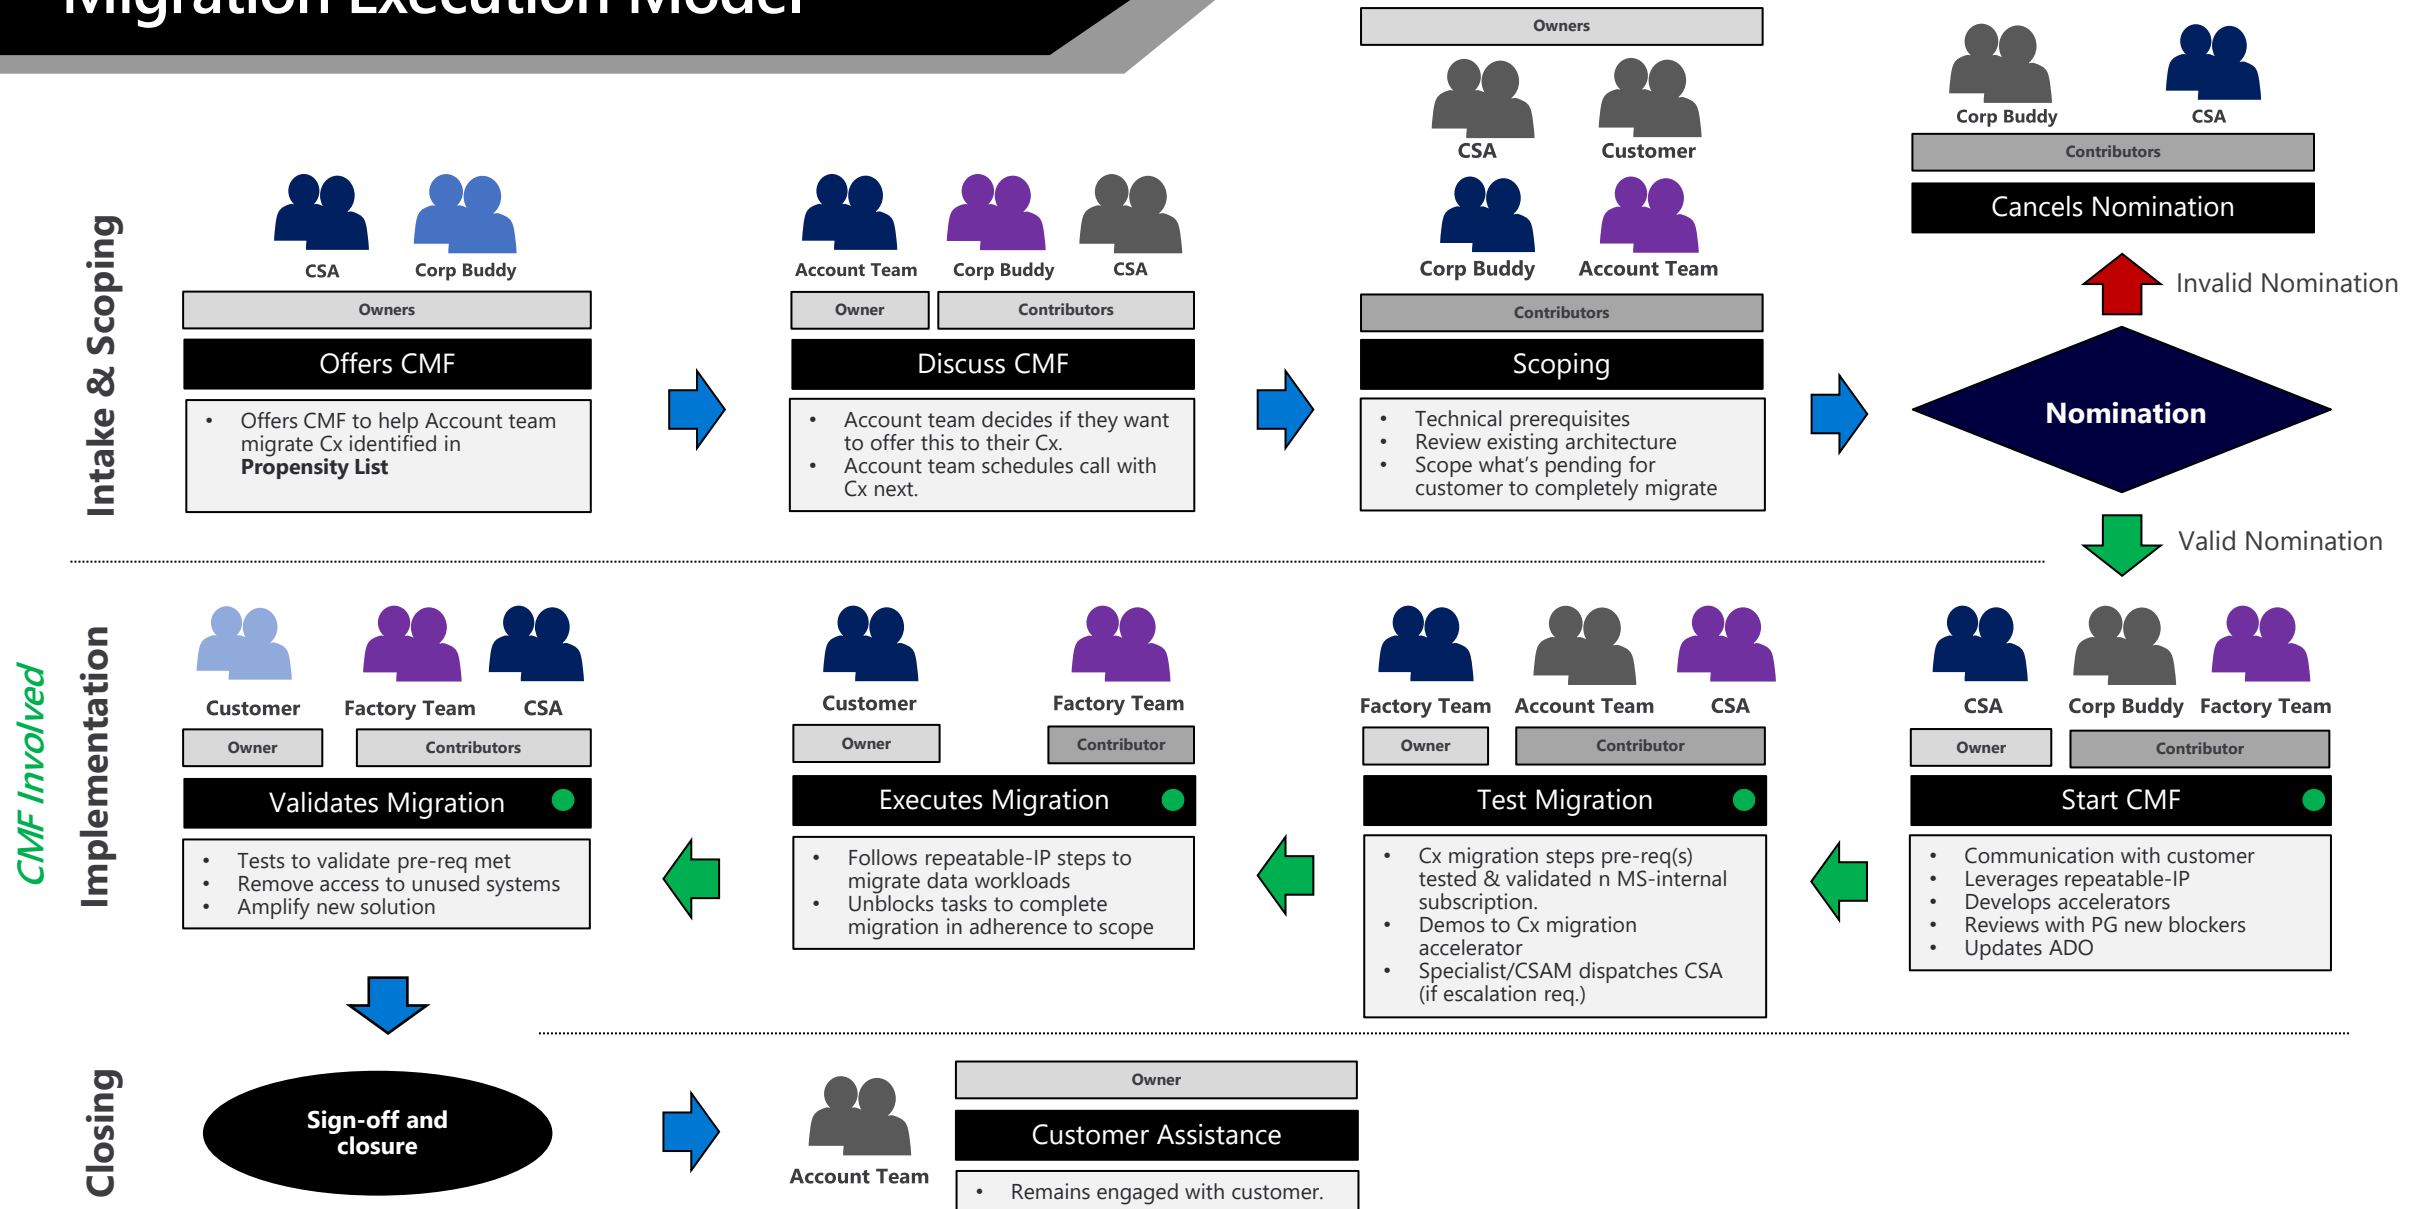 Migration Execution Model
Intake & Scoping
CSA
Corp Buddy
Owners
Offers CMF
• Offers CMF to help Account team
migrate Cx identified in
Propensity List
Account Team
Corp Buddy
CSA
Owner
Contributors
Discuss CMF
• Account team decides if they want
to offer this to their Cx.
• Account team schedules call with
Cx next.
Owners
CSA
Customer
Corp Buddy
Account Team
Contributors
Scoping
• Technical prerequisites
• Review existing architecture
• Scope what's pending for
customer to completely migrate
Corp Buddy
CSA
Contributors
Cancels Nomination
Invalid Nomination
Nomination
Valid Nomination
CMF Involved
Implementation
CSA
Corp Buddy
Factory Team
Owner
Contributor
Start CMF
• Communication with customer
• Leverages repeatable-IP
• Develops accelerators
• Reviews with PG new blockers
• Updates ADO
Factory Team
Account Team
CSA
Owner
Contributor
Test Migration
• Cx migration steps pre-req(s)
tested & validated n MS-internal
subscription.
• Demos to Cx migration
accelerator
• Specialist/CSAM dispatches CSA
(if escalation req.)
Customer
Factory Team
Owner
Contributor
Executes Migration
• Follows repeatable-IP steps to
migrate data workloads
• Unblocks tasks to complete
migration in adherence to scope
Customer
Factory Team
CSA
Owner
Contributors
Validates Migration
• Tests to validate pre-req met
• Remove access to unused systems
• Amplify new solution
Closing
Sign-off and
closure
Account Team
Owner
Customer Assistance
• Remains engaged with customer.